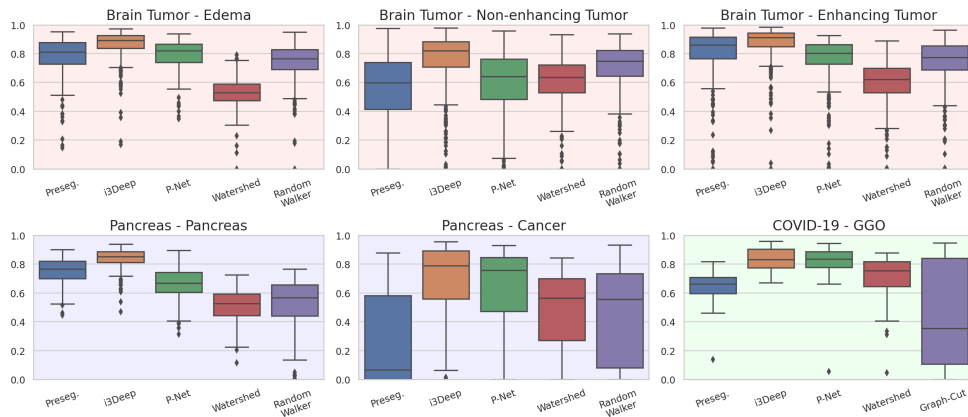 Brain Tumor - Edema
1.0
0.8
0.6
0.4
0.2
0.0
Preseg.
i3Deep
P-Net
Watershed
Random
Walker
Brain Tumor - Non-enhancing Tumor
1.0
0.8
0.6
0.4
0.2
0.0
Preseg.
i3Deep
P-Net
Watershed
Random
Walker
Brain Tumor - Enhancing Tumor
1.0
0.8
0.6
0.4
0.2
0.0
Preseg.
i3Deep
P-Net
Watershed
Random
Walker
Pancreas - Pancreas
1.0
0.8
0.6
0.4
0.2
0.0
Preseg.
i3Deep
P-Net
Watershed
Random
Walker
Pancreas - Cancer
1.0
0.8
0.6
0.4
0.2
0.0
Preseg.
i3Deep
P-Net
Watershed
Random
Walker
COVID-19 - GGO
1.0
0.8
0.6
0.4
0.2
0.0
Preseg.
i3Deep
P-Net
Watershed
Graph-Cut